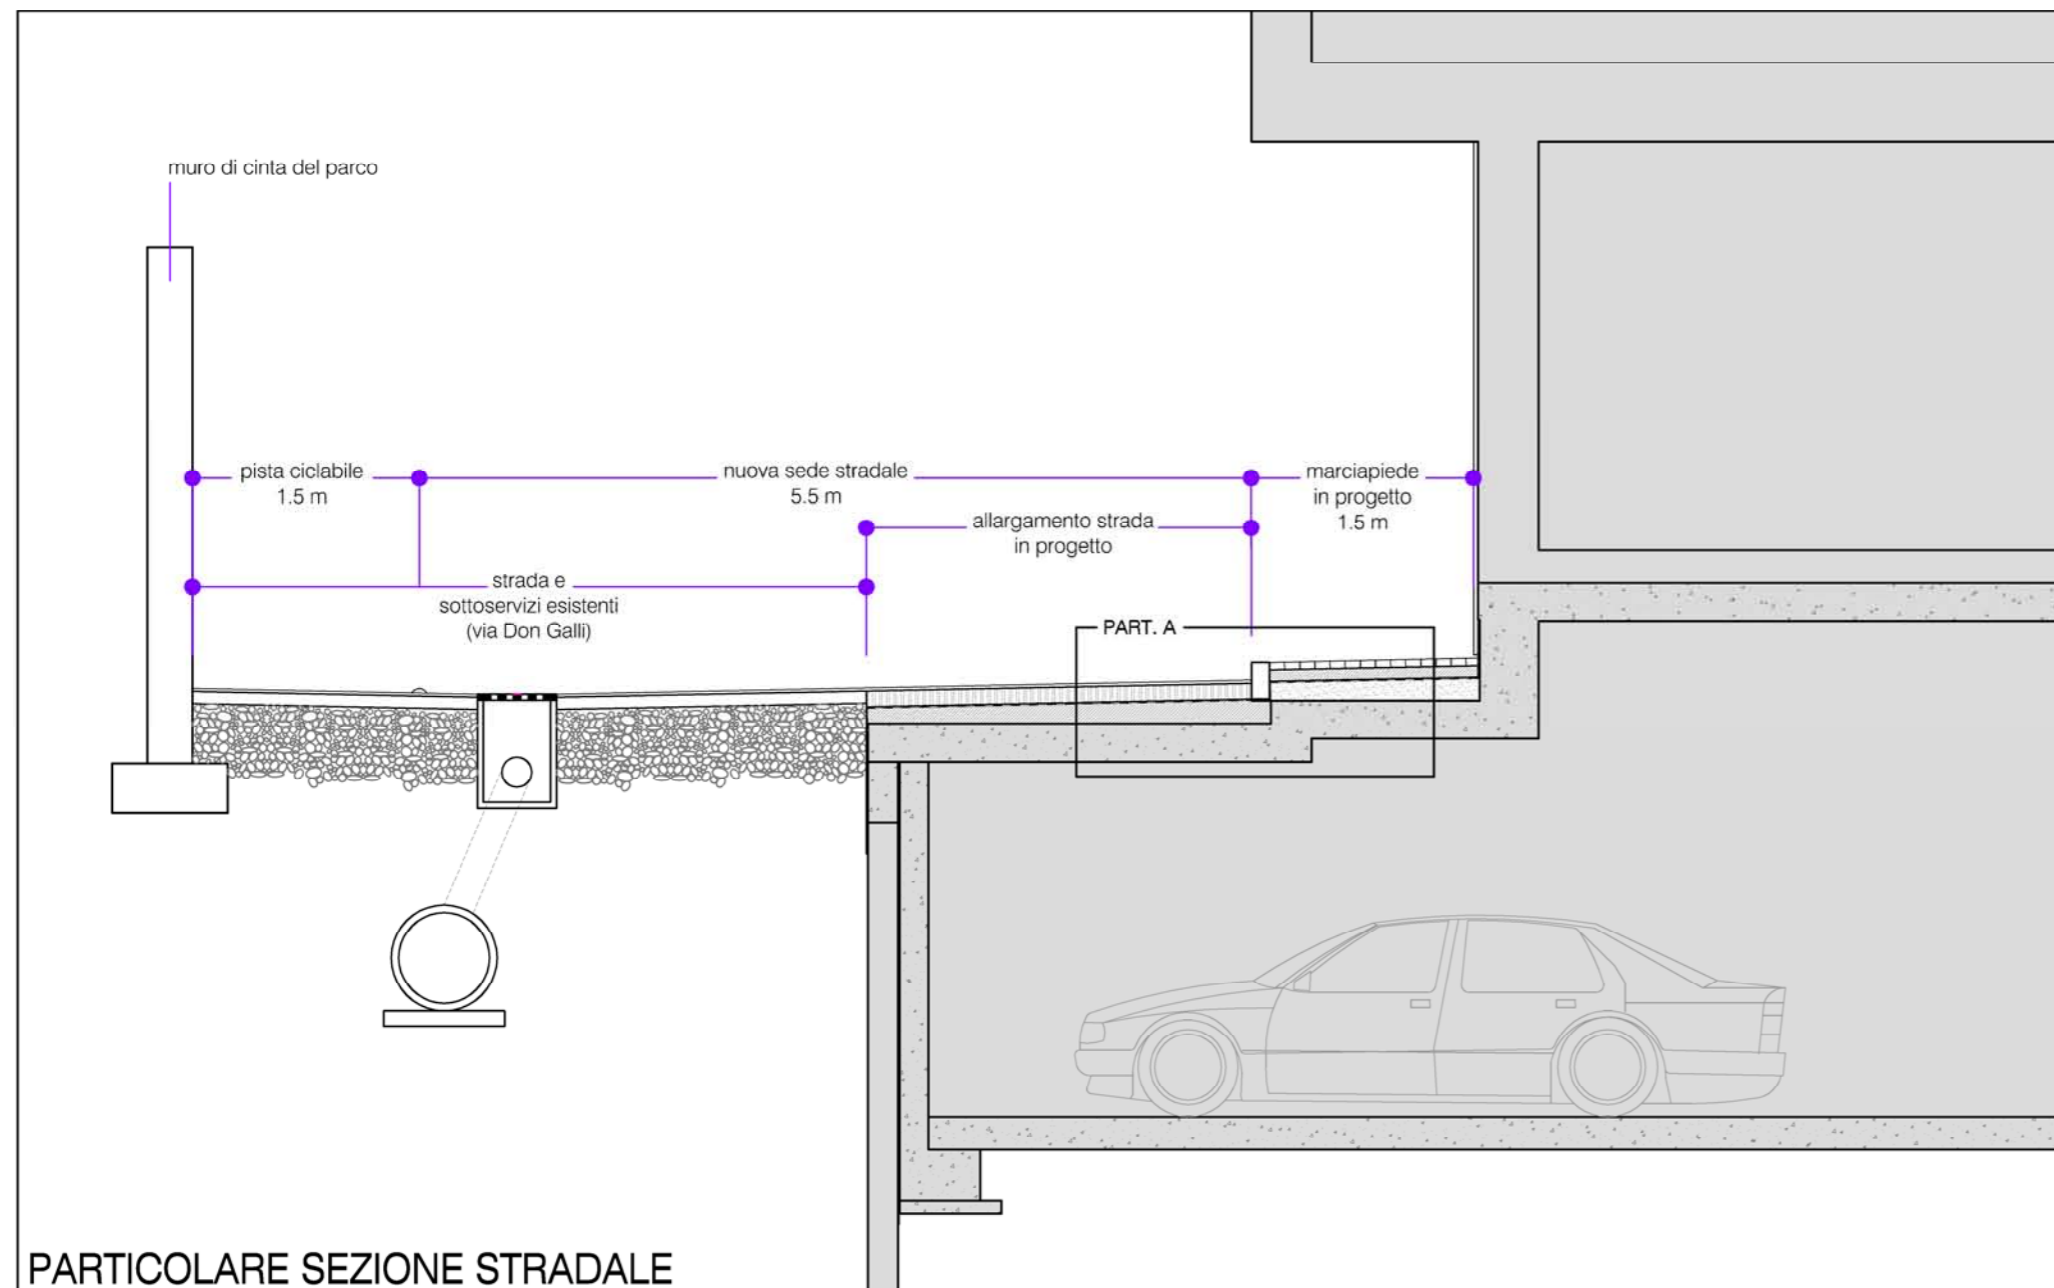 muro di cinta del parco
pista ciclabile
1.5 m
nuova sede stradale
5.5 m
marciapiede
in progetto
1.5 m
allargamento strada
in progetto
strada e
sottoservizi esistenti
(via Don Galli)
PART. A
PARTICOLARE SEZIONE STRADALE